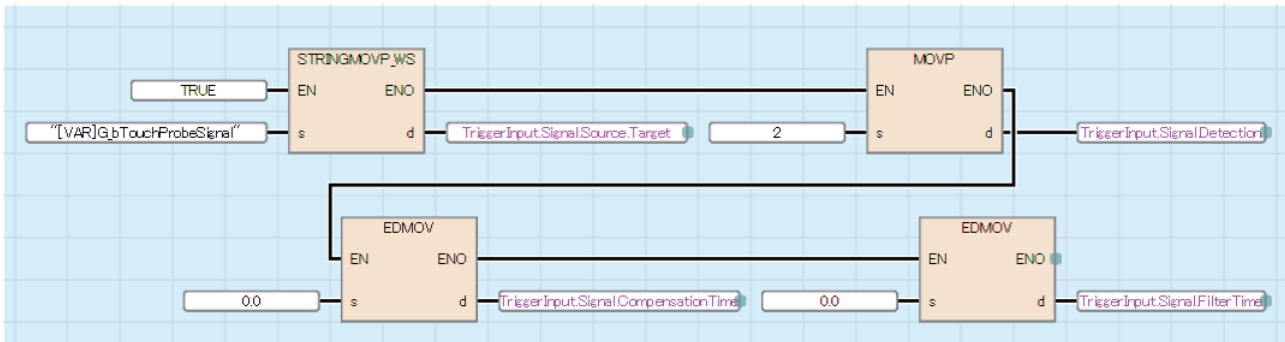 STRINGMOVP_WS
MOVP
TRUE
EN ENO
EN ENO
"[VAR]G_bTouchProbeSignal"
s d
TriggerInput.Signal.Source.Target
2
s d
TriggerInput.Signal.Detection
EDMOV
EDMOV
EN ENO
EN ENO
0.0
s d
TriggerInput.Signal.CompensationTime
0.0
s d
TriggerInput.Signal.FilterTime